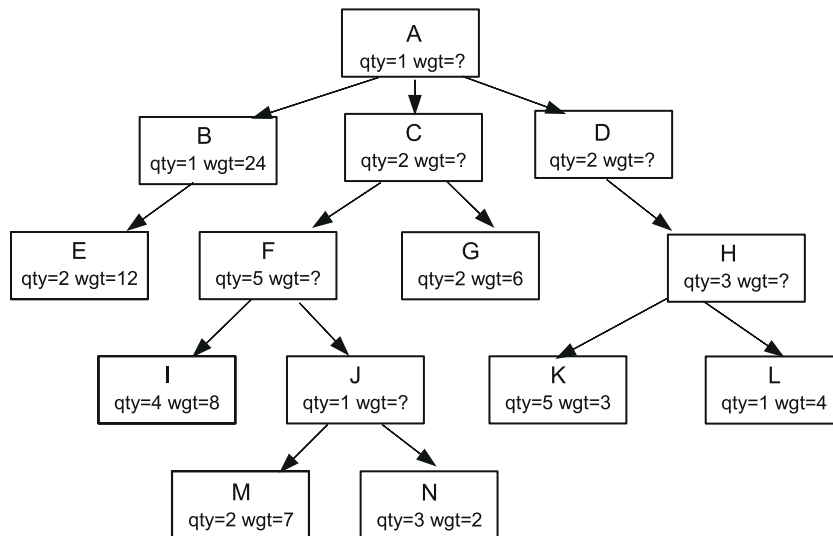 A
qty=1 wgt=?
B
qty=1 wgt=24
C
qty=2 wgt=?
D
qty=2 wgt=?
E
qty=2 wgt=12
F
qty=5 wgt=?
G
qty=2 wgt=6
H
qty=3 wgt=?
I
qty=4 wgt=8
J
qty=1 wgt=?
K
qty=5 wgt=3
L
qty=1 wgt=4
M
qty=2 wgt=7
N
qty=3 wgt=2